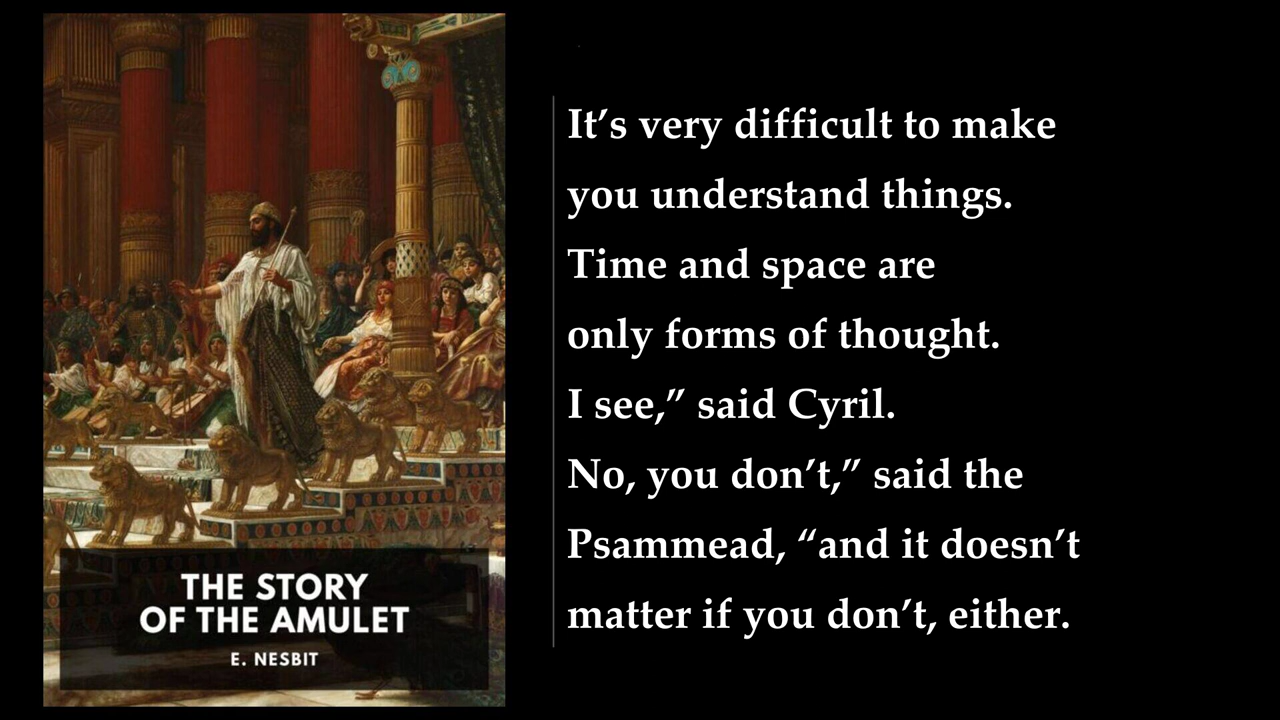 THE STORY
OF THE AMULET
E. NESBIT
It’s very difficult to make
you understand things.
Time and space are
only forms of thought.
I see,” said Cyril.
No, you don’t,” said the
Psammead, “and it doesn’t
matter if you don’t, either.